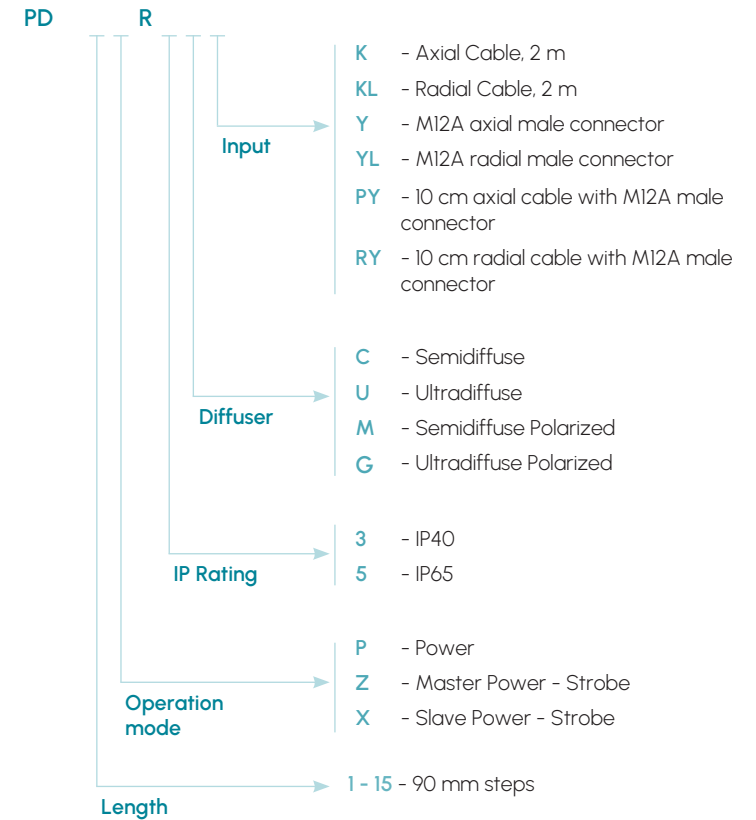 PD R
K - Axial Cable, 2 m
KL - Radial Cable, 2 m
Y - M12A axial male connector
Input
YL - M12A radial male connector
PY - 10 cm axial cable with M12A male
connector
RY - 10 cm radial cable with M12A male
connector
C - Semidiffuse
U - Ultradiffuse
Diffuser
M - Semidiffuse Polarized
G - Ultradiffuse Polarized
3 - IP40
IP Rating
5 - IP65
P - Power
Z - Master Power - Strobe
Operation
mode
X - Slave Power - Strobe
1 - 15 - 90 mm steps
Length